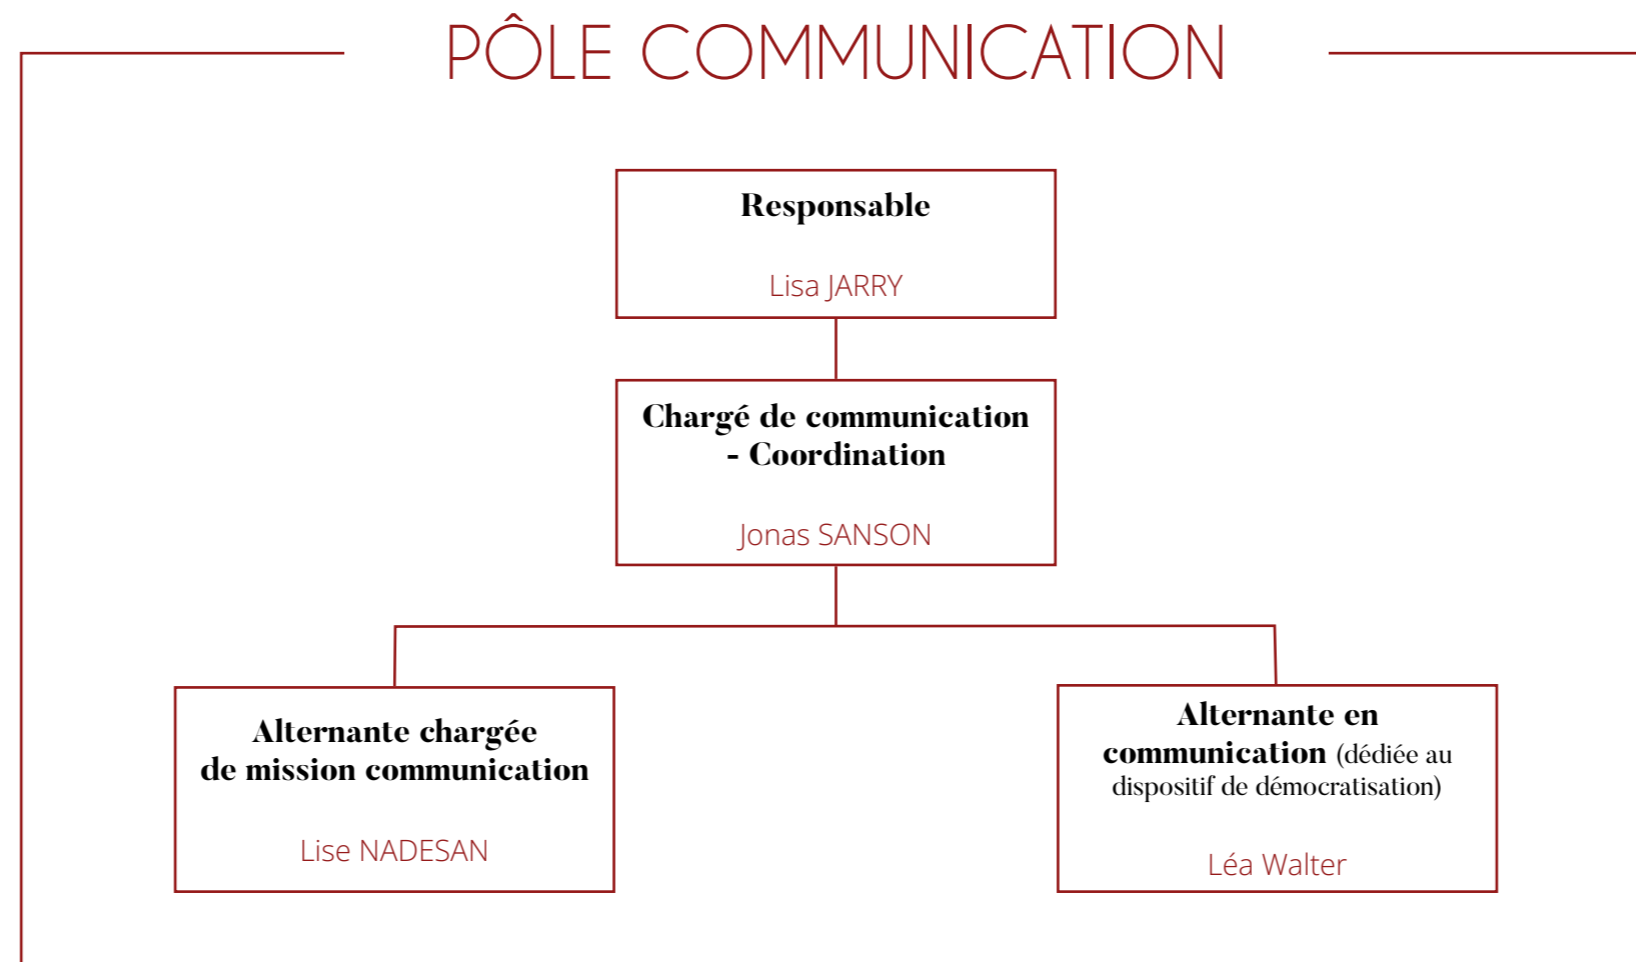 PÔLE COMMUNICATION
Responsable
Lisa JARRY
Chargé de communication
- Coordination
Jonas SANSON
Alternante chargée
de mission communication
Lise NADESAN
Alternante en
communication (dédiée au
dispositif de démocratisation)
Léa Walter